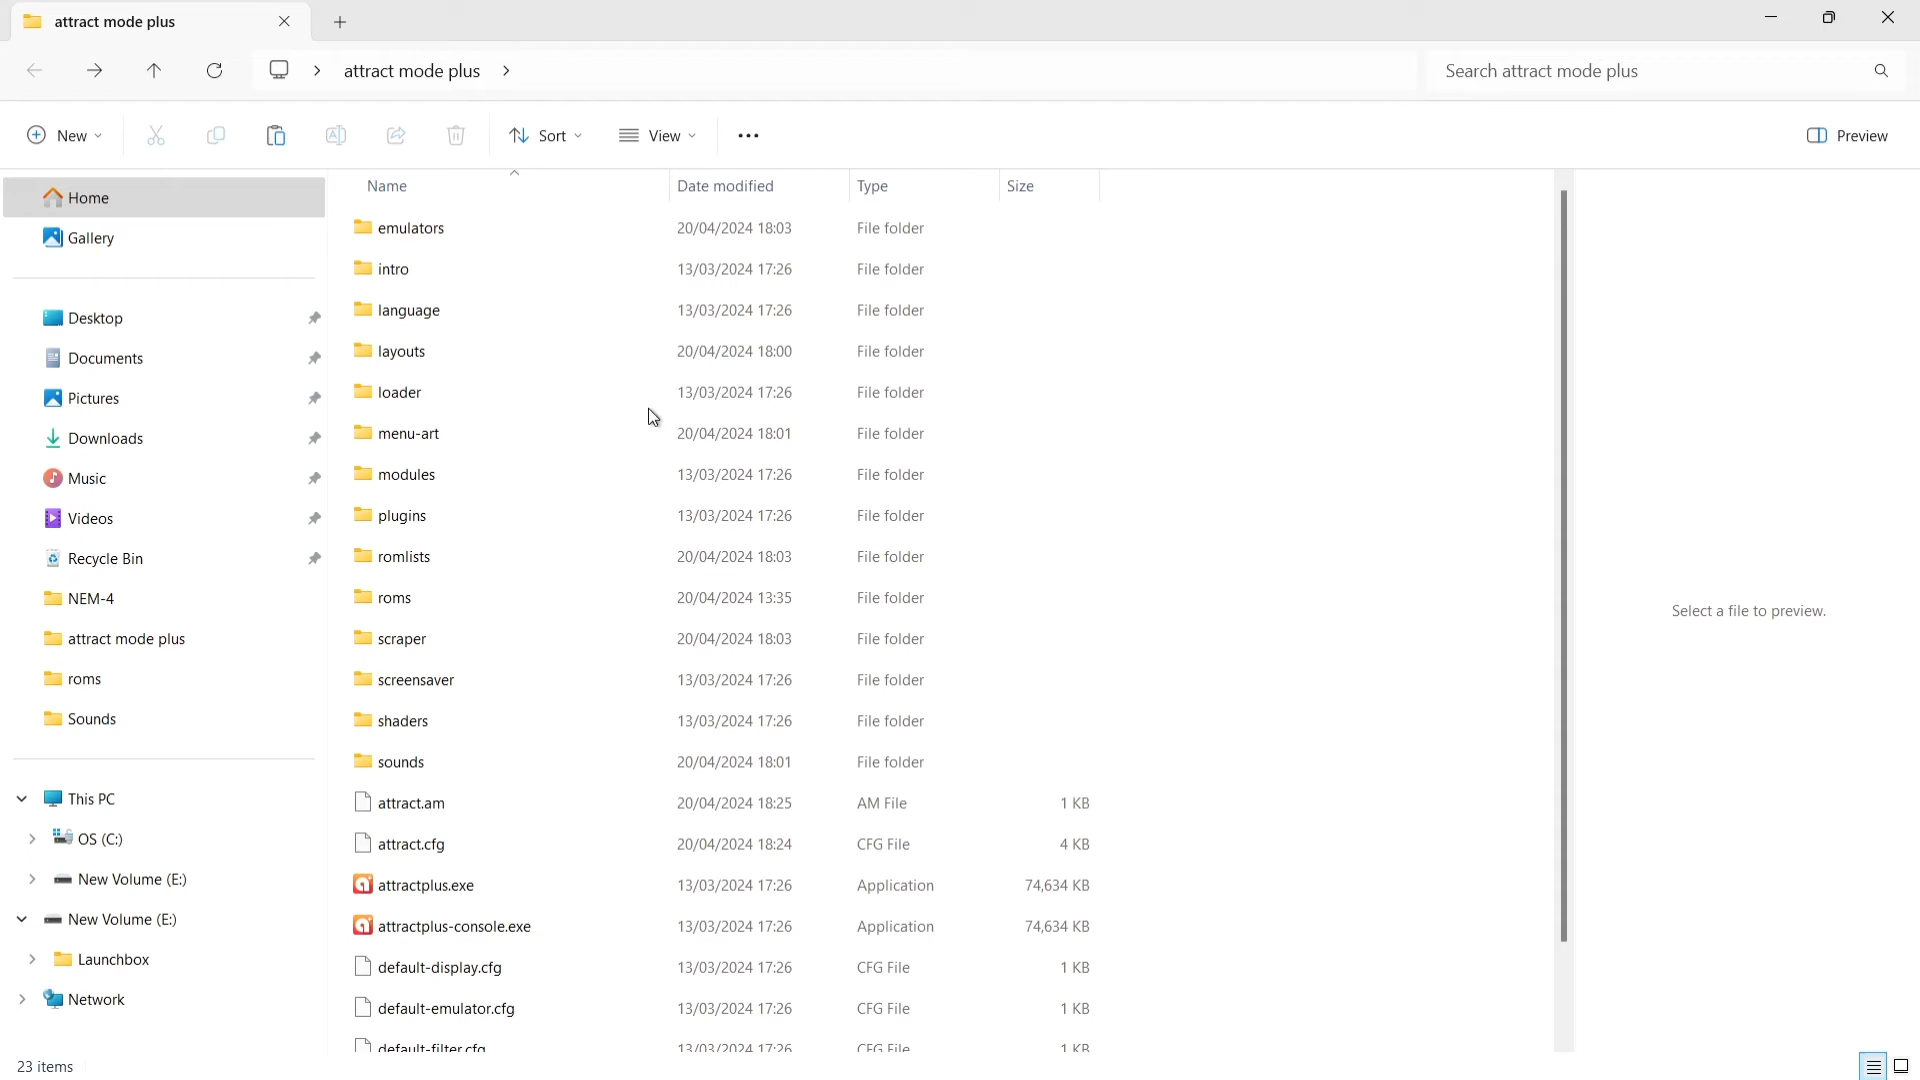 attract mode plus
attract mode plus
Search attract mode plus
New
Sort
View
Preview
Name Date modified Type Size
Home
Gallery
Desktop
Documents
Pictures
Downloads
Music
Videos
Recycle Bin
NEM-4
attract mode plus
roms
Sounds
This PC
OS (C:)
New Volume (E:)
New Volume (E:)
Launchbox
Network
emulators 20/04/2024 18:03 File folder
intro 13/03/2024 17:26 File folder
language 13/03/2024 17:26 File folder
layouts 20/04/2024 18:00 File folder
loader 13/03/2024 17:26 File folder
menu-art 20/04/2024 18:01 File folder
modules 13/03/2024 17:26 File folder
plugins 13/03/2024 17:26 File folder
romlists 20/04/2024 18:03 File folder
roms 20/04/2024 13:35 File folder
scraper 20/04/2024 18:03 File folder
screensaver 13/03/2024 17:26 File folder
shaders 13/03/2024 17:26 File folder
sounds 20/04/2024 18:01 File folder
attract.am 20/04/2024 18:25 AM File 1 KB
attract.cfg 20/04/2024 18:24 CFG File 4 KB
attractplus.exe 13/03/2024 17:26 Application 74,634 KB
attractplus-console.exe 13/03/2024 17:26 Application 74,634 KB
default-display.cfg 13/03/2024 17:26 CFG File 1 KB
default-emulator.cfg 13/03/2024 17:26 CFG File 1 KB
default-filter.cfg 13/03/2024 17:26 CFG File 1 KB
Select a file to preview.
23 items